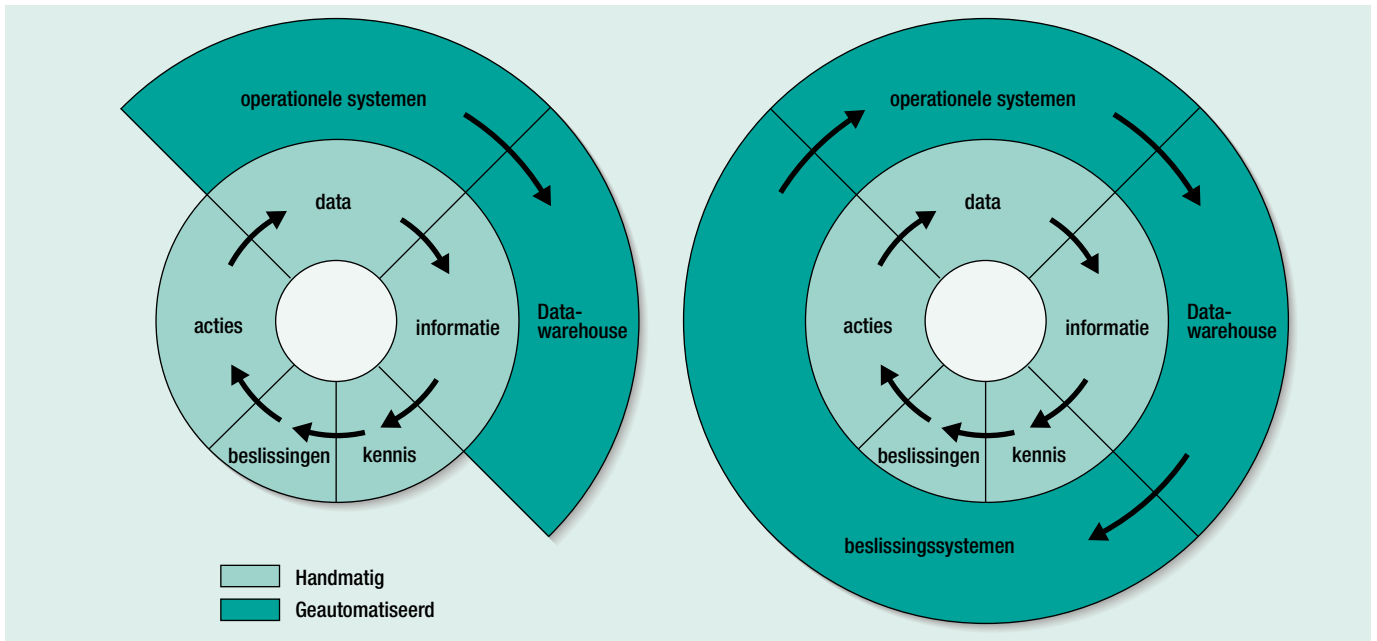 operationele systemen
data
acties
informatie
Data-
warehouse
beslissingen
kennis
operationele systemen
data
acties
informatie
Data-
warehouse
beslissingen
kennis
beslissingssystemen
Handmatig
Geautomatiseerd